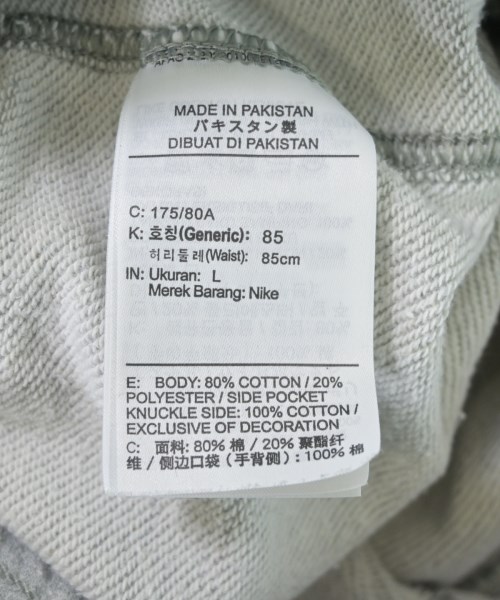 MADE IN PAKISTAN
パキスタン製
DIBUAT DI PAKISTAN
C: 175/80A
K: 호칭(Generic): 85
허리둘레(Waist): 85cm
IN: Ukuran: L
Merek Barang: Nike
E: BODY: 80% COTTON / 20%
POLYESTER / SIDE POCKET
KNUCKLE SIDE: 100% COTTON /
EXCLUSIVE OF DECORATION
C: 面料: 80% 棉 / 20% 聚酯纤
维 / 侧边口袋 (手背侧) : 100% 棉